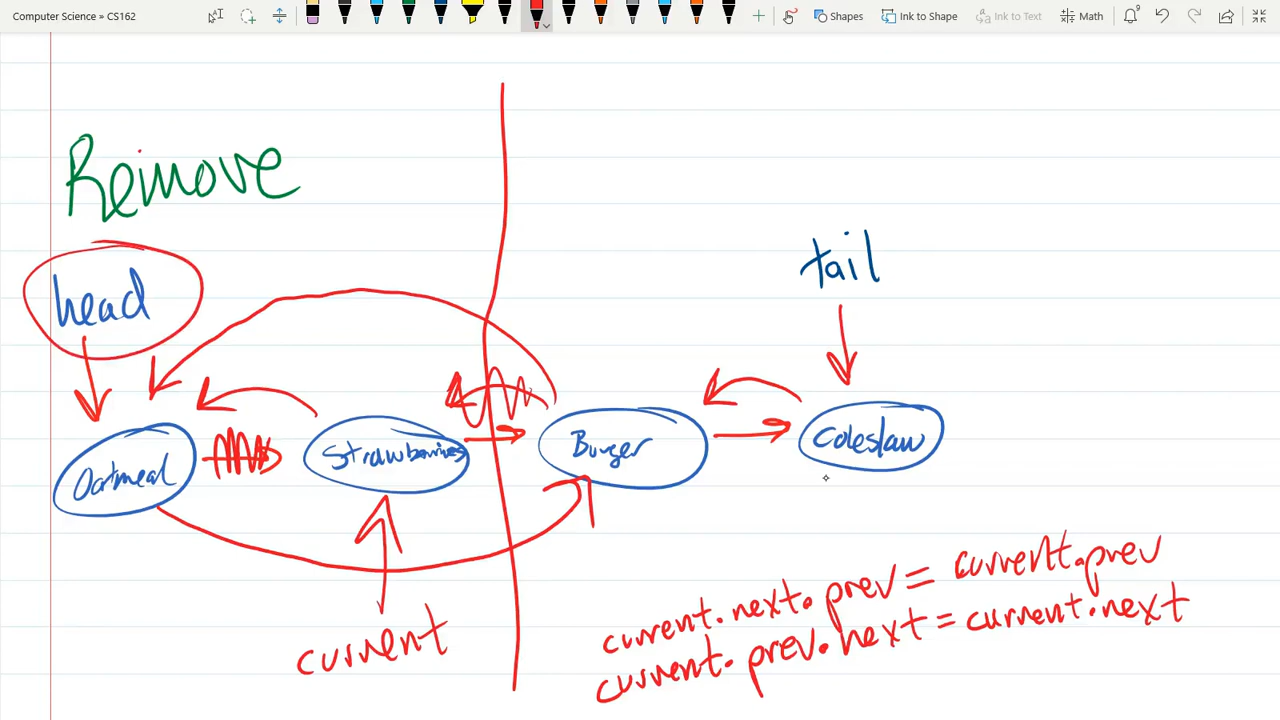 Computer Science » CS162
Shapes
Ink to Shape
Ink to Text
Math
Remove
head
tail
Oatmeal
Strawberries
Burger
Coleslaw
current
current.next.prev = current.prev
current.prev.next = current.next